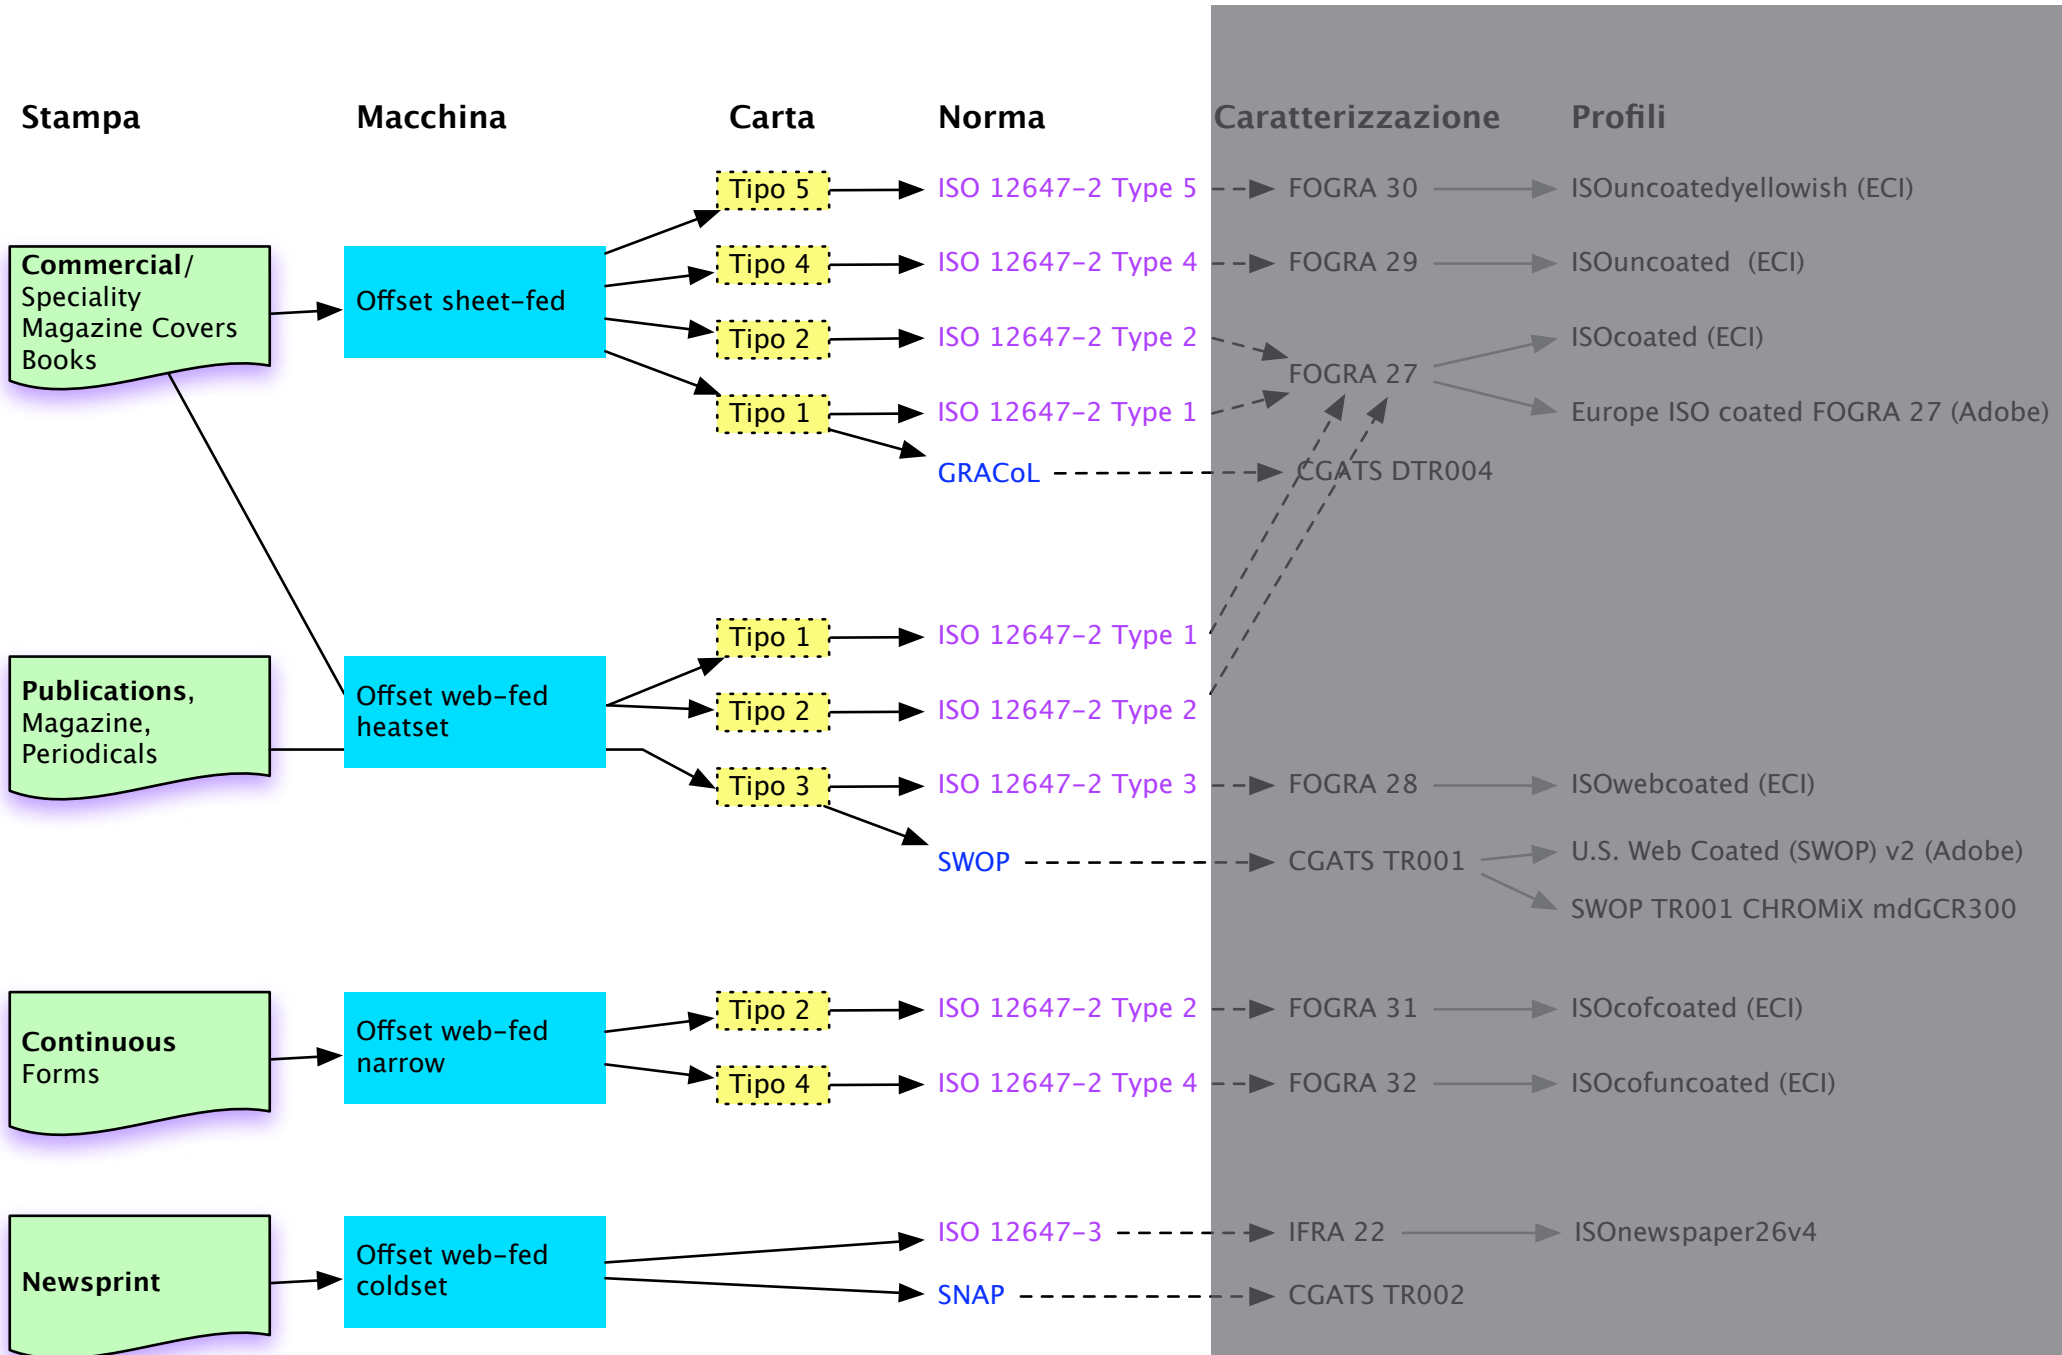 Stampa Macchina Carta Norma Caratterizzazione Profili
Tipo 5 ISO 12647-2 Type 5 FOGRA 30 ISOuncoatedyellowish (ECI)
Commercial/
Speciality
Magazine Covers
Books
Offset sheet-fed
Tipo 4 ISO 12647-2 Type 4 FOGRA 29 ISOuncoated (ECI)
Tipo 2 ISO 12647-2 Type 2
FOGRA 27
ISOcoated (ECI)
Tipo 1 ISO 12647-2 Type 1
Europe ISO coated FOGRA 27 (Adobe)
GRACoL CGATS DTR004
Publications,
Magazine,
Periodicals
Offset web-fed
heatset
Tipo 1 ISO 12647-2 Type 1
Tipo 2 ISO 12647-2 Type 2
Tipo 3 ISO 12647-2 Type 3 FOGRA 28 ISOwebcoated (ECI)
SWOP CGATS TR001
U.S. Web Coated (SWOP) v2 (Adobe)
SWOP TR001 CHROMiX mdGCR300
Continuous
Forms
Offset web-fed
narrow
Tipo 2 ISO 12647-2 Type 2 FOGRA 31 ISOcofcoated (ECI)
Tipo 4 ISO 12647-2 Type 4 FOGRA 32 ISOcofuncoated (ECI)
Newsprint
Offset web-fed
coldset
ISO 12647-3 IFRA 22 ISOnewspaper26v4
SNAP CGATS TR002